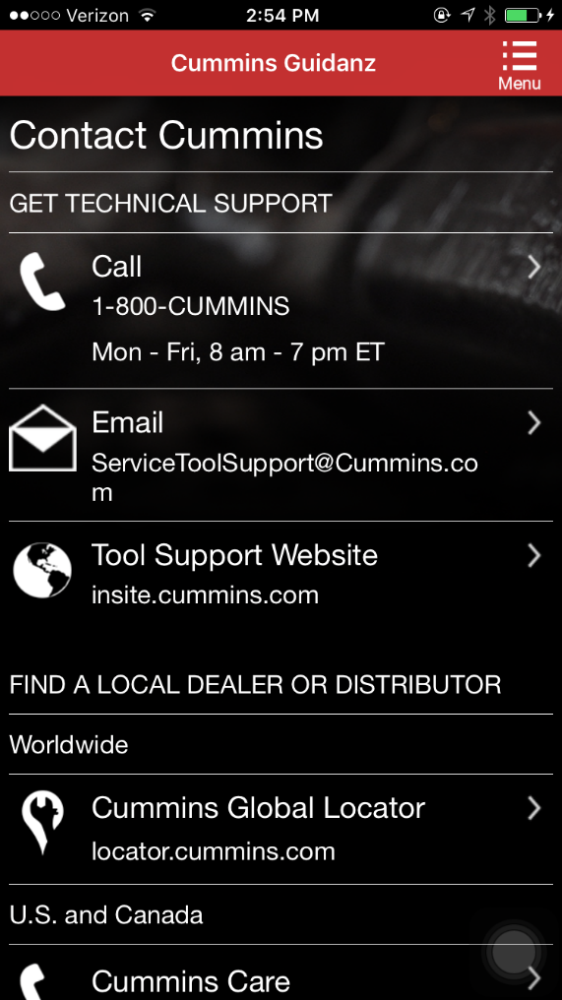 Verizon 2:54 PM
Cummins Guidanz
Menu
Contact Cummins
GET TECHNICAL SUPPORT
Call
1-800-CUMMINS
Mon - Fri, 8 am - 7 pm ET
Email
ServiceToolSupport@Cummins.co
m
Tool Support Website
insite.cummins.com
FIND A LOCAL DEALER OR DISTRIBUTOR
Worldwide
Cummins Global Locator
locator.cummins.com
U.S. and Canada
Cummins Care